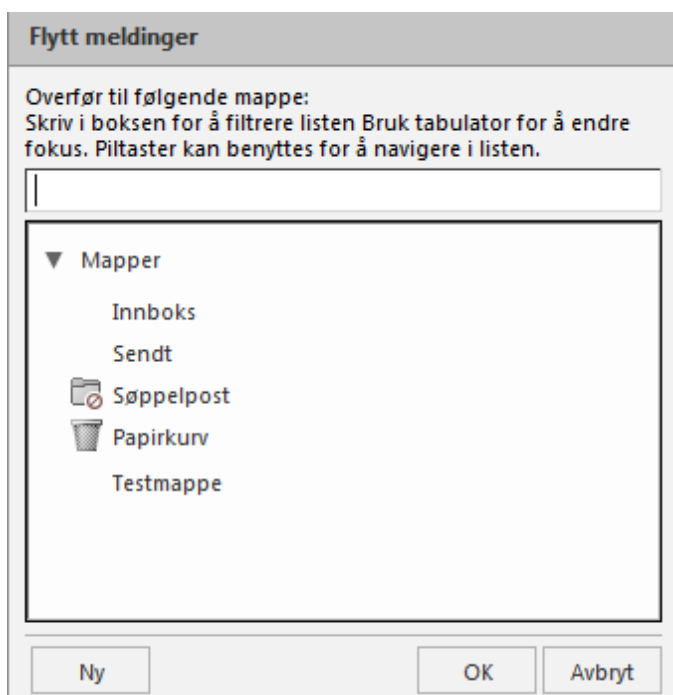 Flytt meldinger
Overfør til følgende mappe:
Skriv i boksen for å filtrere listen Bruk tabulator for å endre
fokus. Piltaster kan benyttes for å navigere i listen.
Mapper
Innboks
Sendt
Søppelpost
Papirkurv
Testmappe
Ny
OK
Avbryt